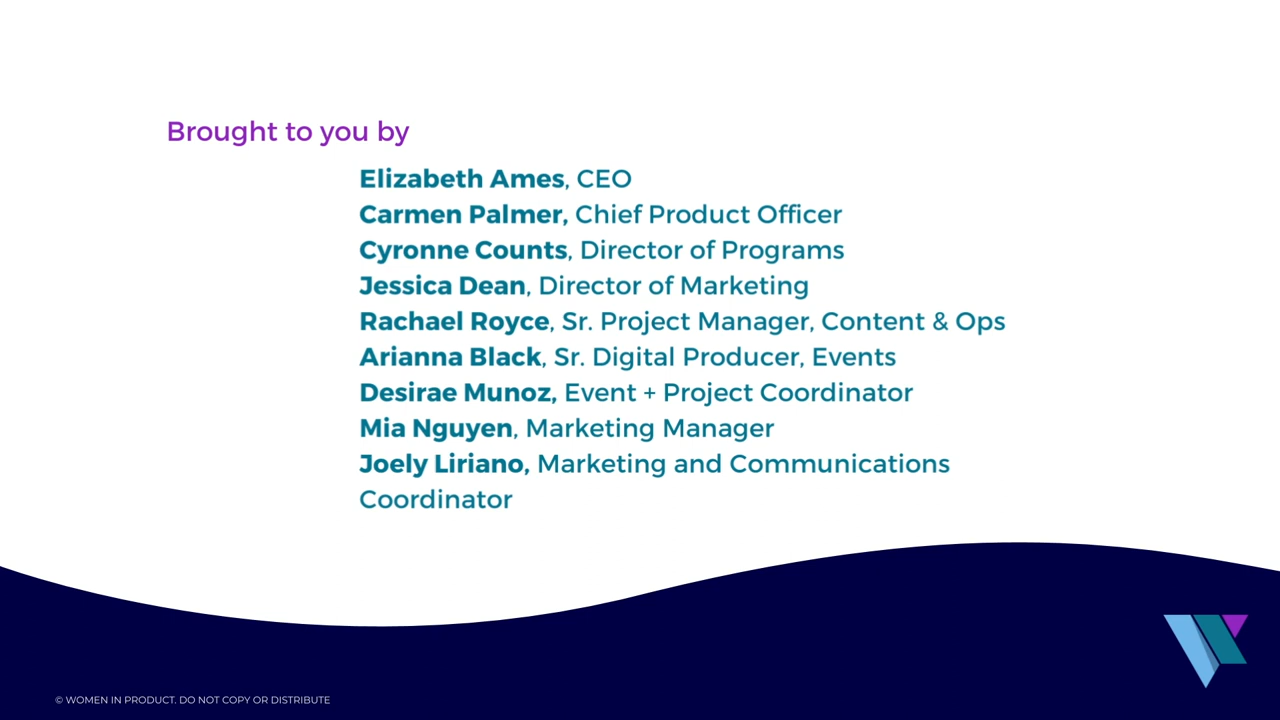 Brought to you by
Elizabeth Ames, CEO
Carmen Palmer, Chief Product Officer
Cyronne Counts, Director of Programs
Jessica Dean, Director of Marketing
Rachael Royce, Sr. Project Manager, Content & Ops
Arianna Black, Sr. Digital Producer, Events
Desirae Munoz, Event + Project Coordinator
Mia Nguyen, Marketing Manager
Joely Liriano, Marketing and Communications
Coordinator
© WOMEN IN PRODUCT. DO NOT COPY OR DISTRIBUTE